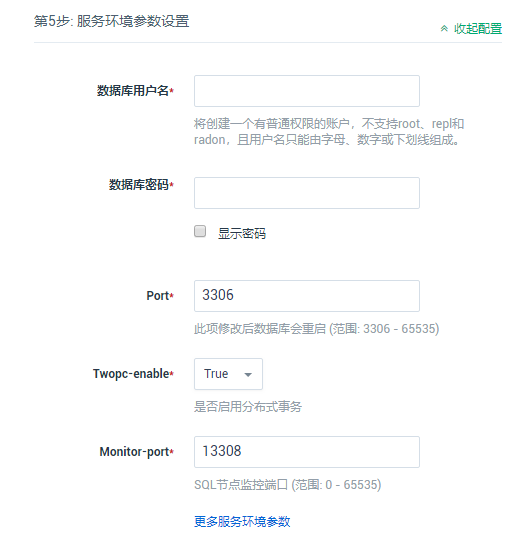 第5步: 服务环境参数设置
收起配置
数据库用户名*
将创建一个有普通权限的账户，不支持root、repl和
radon，且用户名只能由字母、数字或下划线组成。
数据库密码*
显示密码
Port*
3306
此项修改后数据库会重启 (范围: 3306 - 65535)
Twopc-enable*
True
是否启用分布式事务
Monitor-port*
13308
SQL节点监控端口 (范围: 0 - 65535)
更多服务环境参数